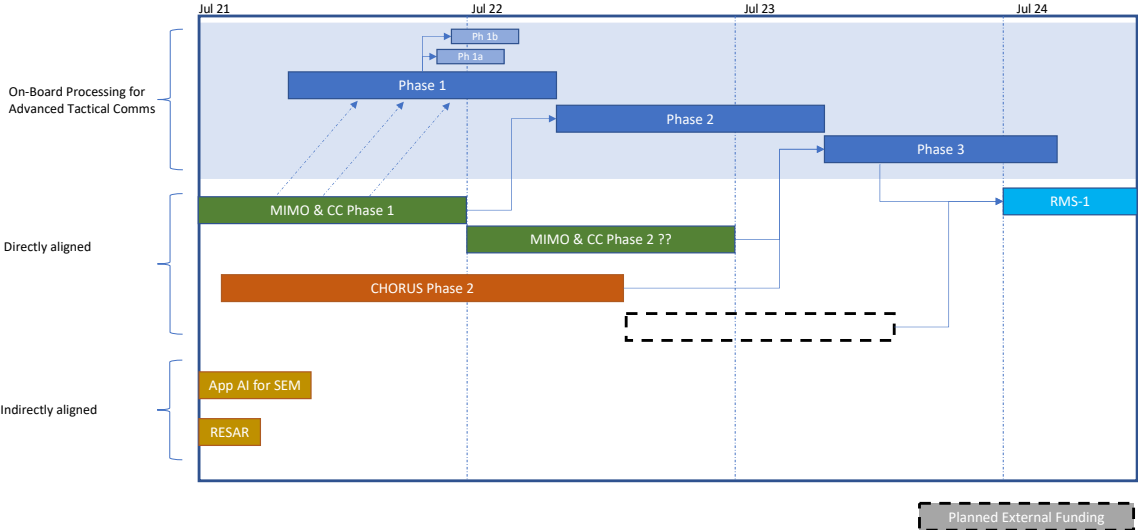 Jul 21
Jul 22
Jul 23
Jul 24
Ph 1b
Ph 1a
On-Board Processing for
Advanced Tactical Comms
Phase 1
Phase 2
Phase 3
MIMO & CC Phase 1
RMS-1
Directly aligned
MIMO & CC Phase 2 ??
CHORUS Phase 2
App AI for SEM
Indirectly aligned
RESAR
Planned External Funding